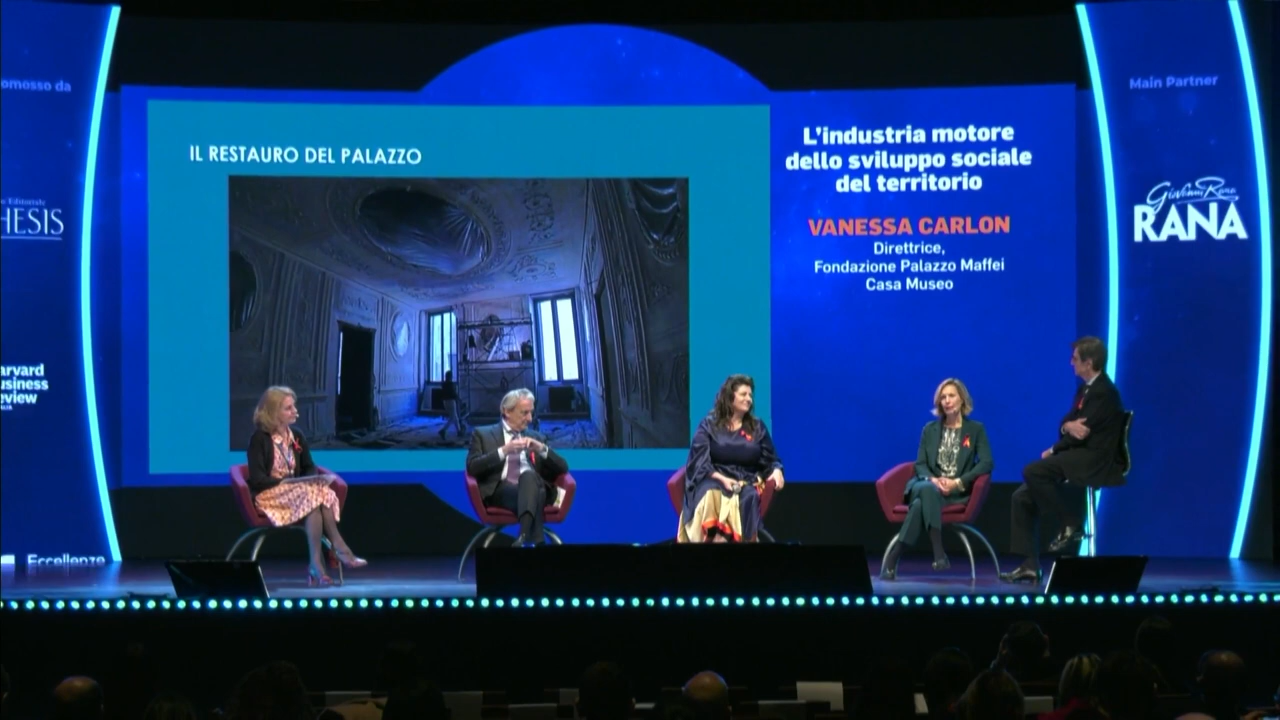 omosso da
e Editoriale
HESIS
arvard
usiness
eview
Eccellenze
IL RESTAURO DEL PALAZZO
L'industria motore
dello sviluppo sociale
del territorio
VANESSA CARLON
Direttrice,
Fondazione Palazzo Maffei
Casa Museo
Main Partner
Giovanni Rana
RANA